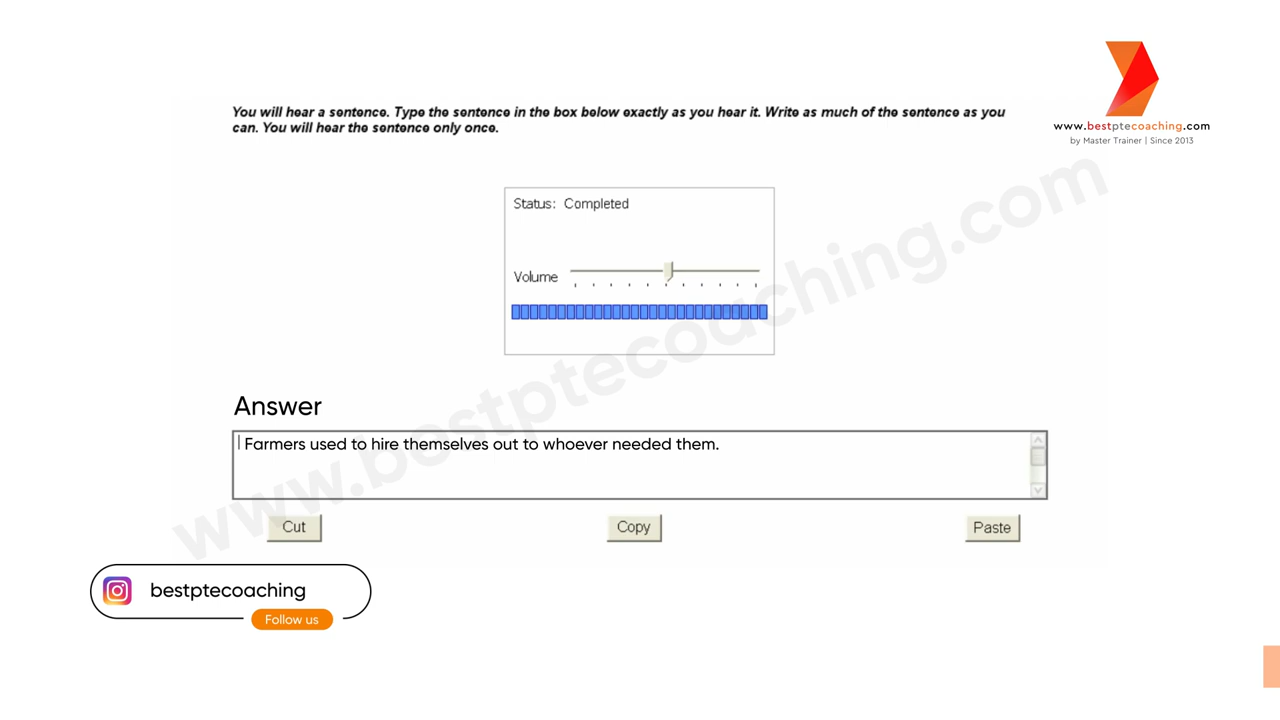 You will hear a sentence. Type the sentence in the box below exactly as you hear it. Write as much of the sentence as you
can. You will hear the sentence only once.
www.bestptecoaching.com
by Master Trainer | Since 2013
Status: Completed
Volume
www.bestptecoaching.com
Answer
Farmers used to hire themselves out to whoever needed them.
Cut
Copy
Paste
bestptecoaching
Follow us